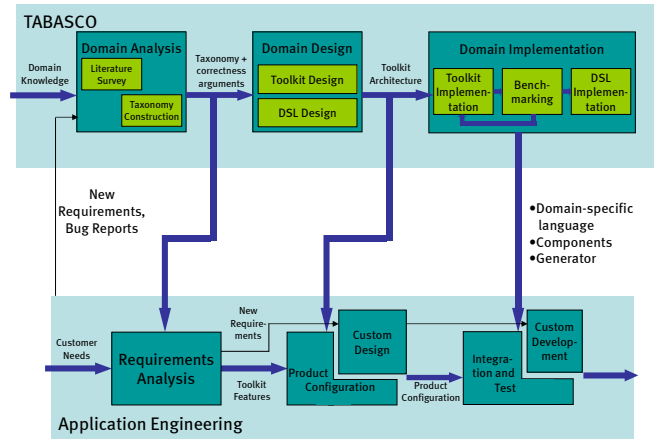 TABASCO
Domain Analysis
Literature
Survey
Taxonomy
Construction
Domain
Knowledge
Taxonomy +
correctness
arguments
Domain Design
Toolkit Design
DSL Design
Toolkit
Architecture
Domain Implementation
Toolkit
Implemen-
tation
Bench-
marking
DSL
Implemen-
tation
New
Requirements,
Bug Reports
•Domain-specific
language
•Components
•Generator
Customer
Needs
Requirements
Analysis
New
Require-
ments
Toolkit
Features
Product
Configuration
Custom
Design
Product
Configuration
Integra-
tion and
Test
Custom
Develop-
ment
Application Engineering